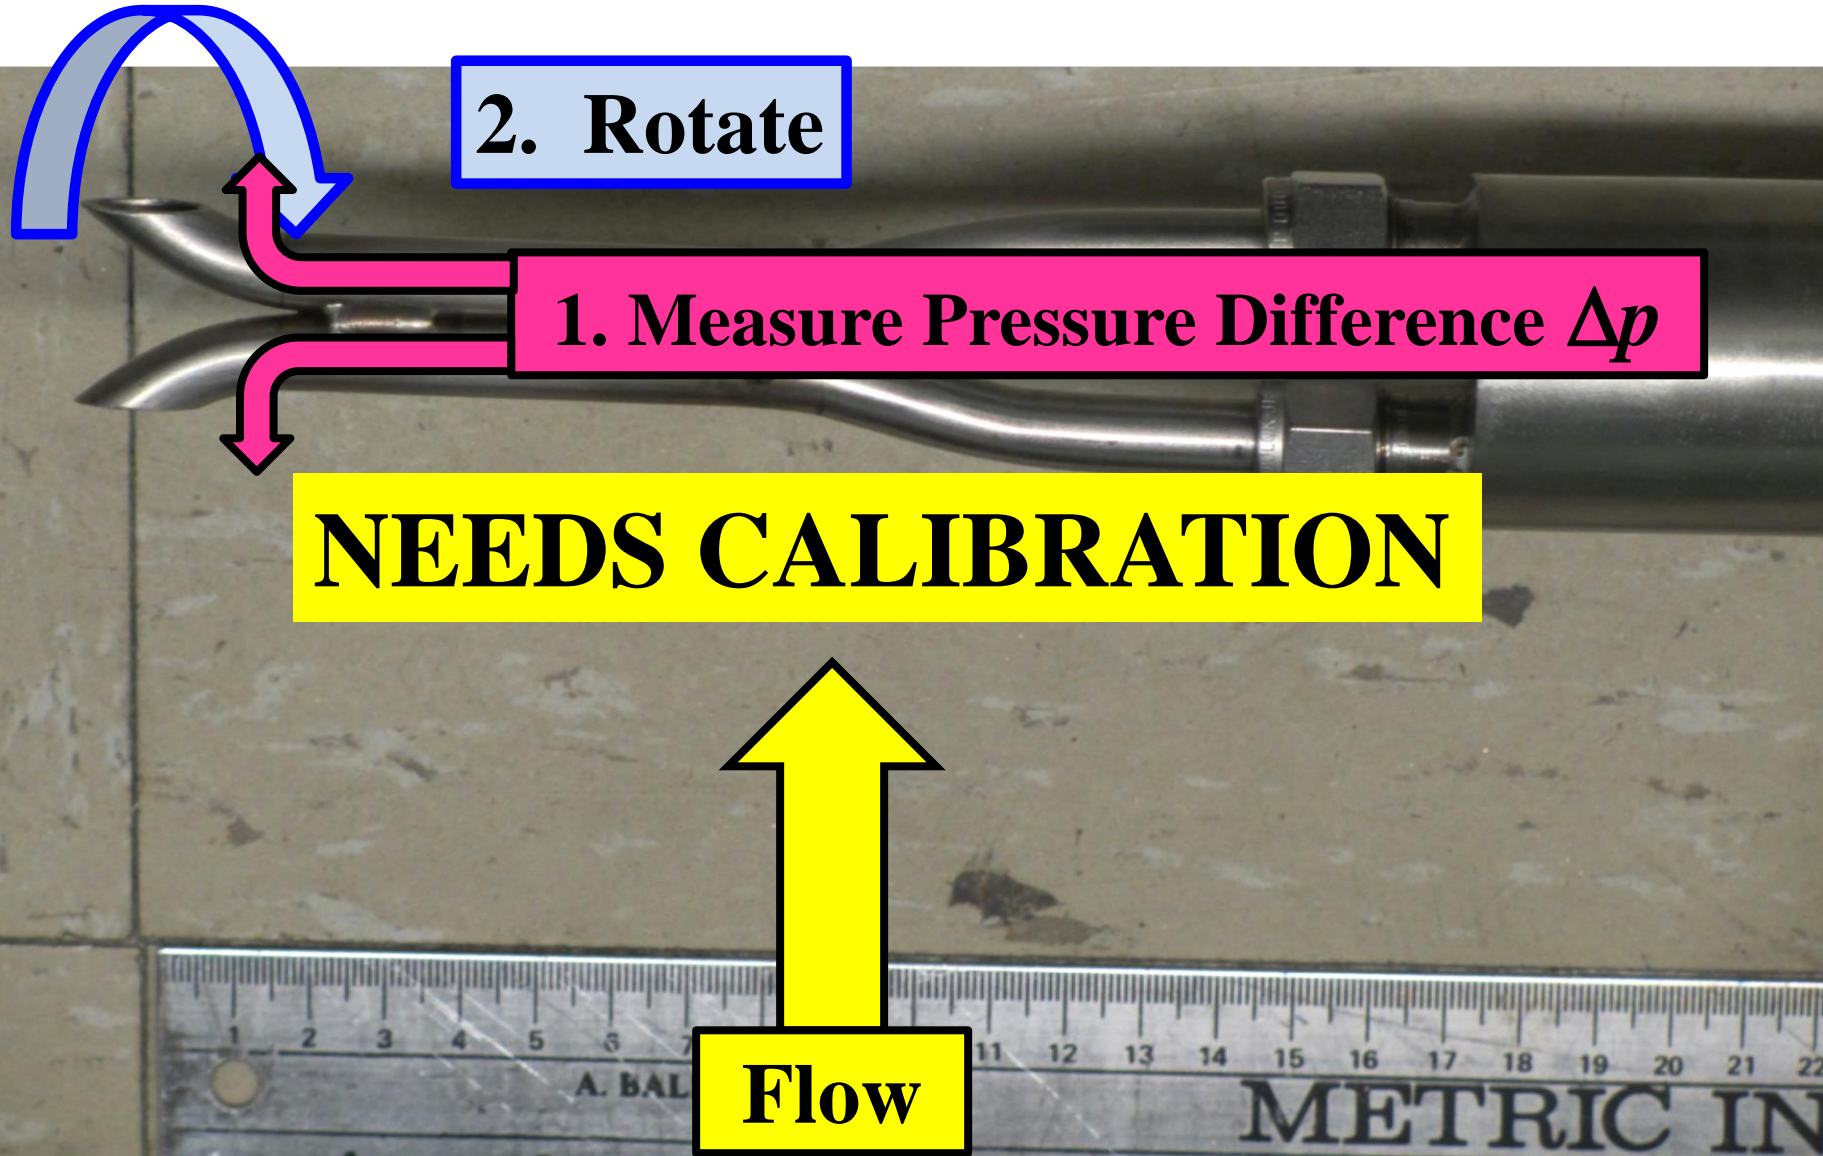 2. Rotate
1. Measure Pressure Difference Δp
NEEDS CALIBRATION
1 2 3 4 5 6 7 11 12 13 14 15 16 17 18 19 20 21 22
A. BAL
METRIC IN
Flow